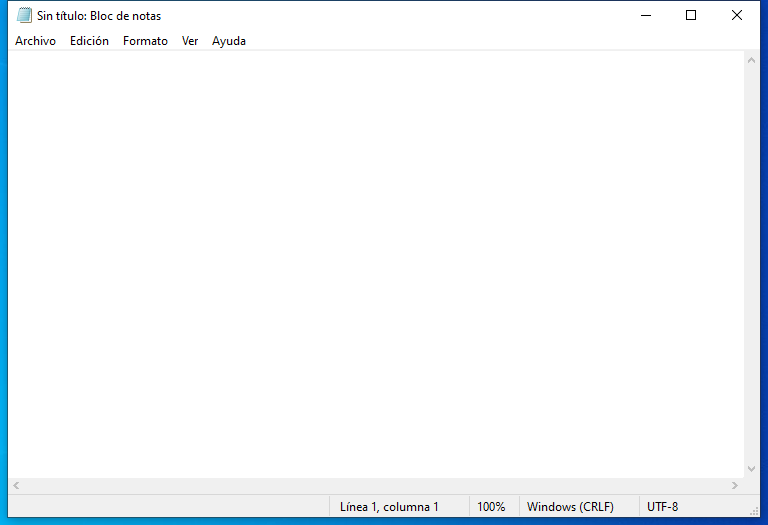 Sin título: Bloc de notas
Archivo Edición Formato Ver Ayuda
Línea 1, columna 1 100% Windows (CRLF) UTF-8